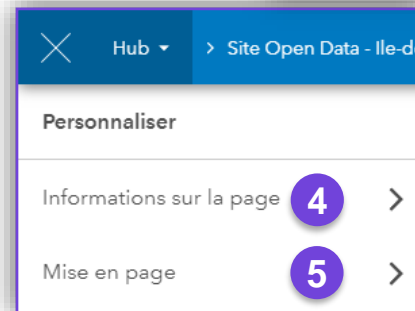 Hub > Site Open Data - Ile-d
Personnaliser
Informations sur la page 4
Mise en page 5